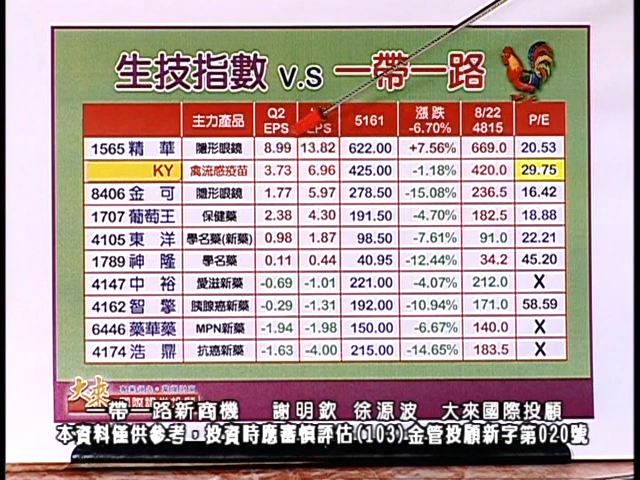 生技指數 V.S 一帶一路
主力產品 Q2 EPS EPS 5161 漲跌 -6.70% 8/22 4815 P/E
1565 精華 隱形眼鏡 8.99 13.82 622.00 +7.56% 669.0 20.53
KY 禽流感疫苗 3.73 6.96 425.00 -1.18% 420.0 29.75
8406 金可 隱形眼鏡 1.77 5.97 278.50 -15.08% 236.5 16.42
1707 葡萄王 保健藥 2.38 4.30 191.50 -4.70% 182.5 18.88
4105 東洋 學名藥(新藥) 0.98 1.87 98.50 -7.61% 91.0 22.21
1789 神隆 學名藥 0.11 0.44 40.95 -12.44% 34.2 45.20
4147 中裕 愛滋新藥 -0.69 -1.01 221.00 -4.07% 212.0 X
4162 智擎 胰腺癌新藥 -0.29 -1.31 192.00 -10.94% 171.0 58.59
6446 藥華藥 MPN新藥 -1.94 -1.98 150.00 -6.67% 140.0 X
4174 浩鼎 抗癌新藥 -1.63 -4.00 215.00 -14.65% 183.5 X
大來
一帶一路新商機 謝明欽 徐源波 大來國際投顧
本資料僅供參考，投資時應審慎評估(103)金管投顧新字第020號